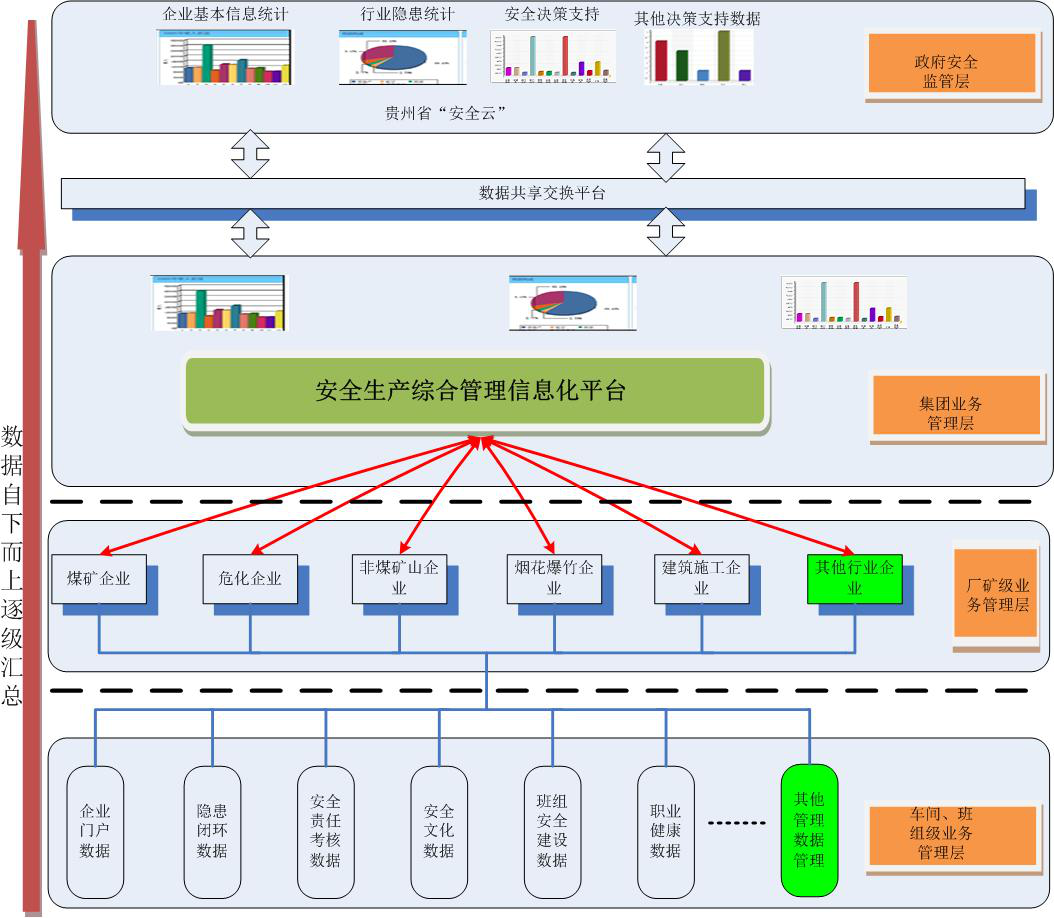 企业基本信息统计
行业隐患统计
安全决策支持
其他决策支持数据
政府安全
监管层
贵州省“安全云”
数据共享交换平台
安全生产综合管理信息化平台
集团业务
管理层
数
据
自
下
而
上
逐
级
汇
总
煤矿企业
危化企业
非煤矿山企
业
烟花爆竹企
业
建筑施工企
业
其他行业企
业
厂矿级业
务管理层
企业
门户
数据
隐患
闭环
数据
安全
责任
考核
数据
安全
文化
数据
班组
安全
建设
数据
职业
健康
数据
其他
管理
数据
管理
车间、班
组级业务
管理层